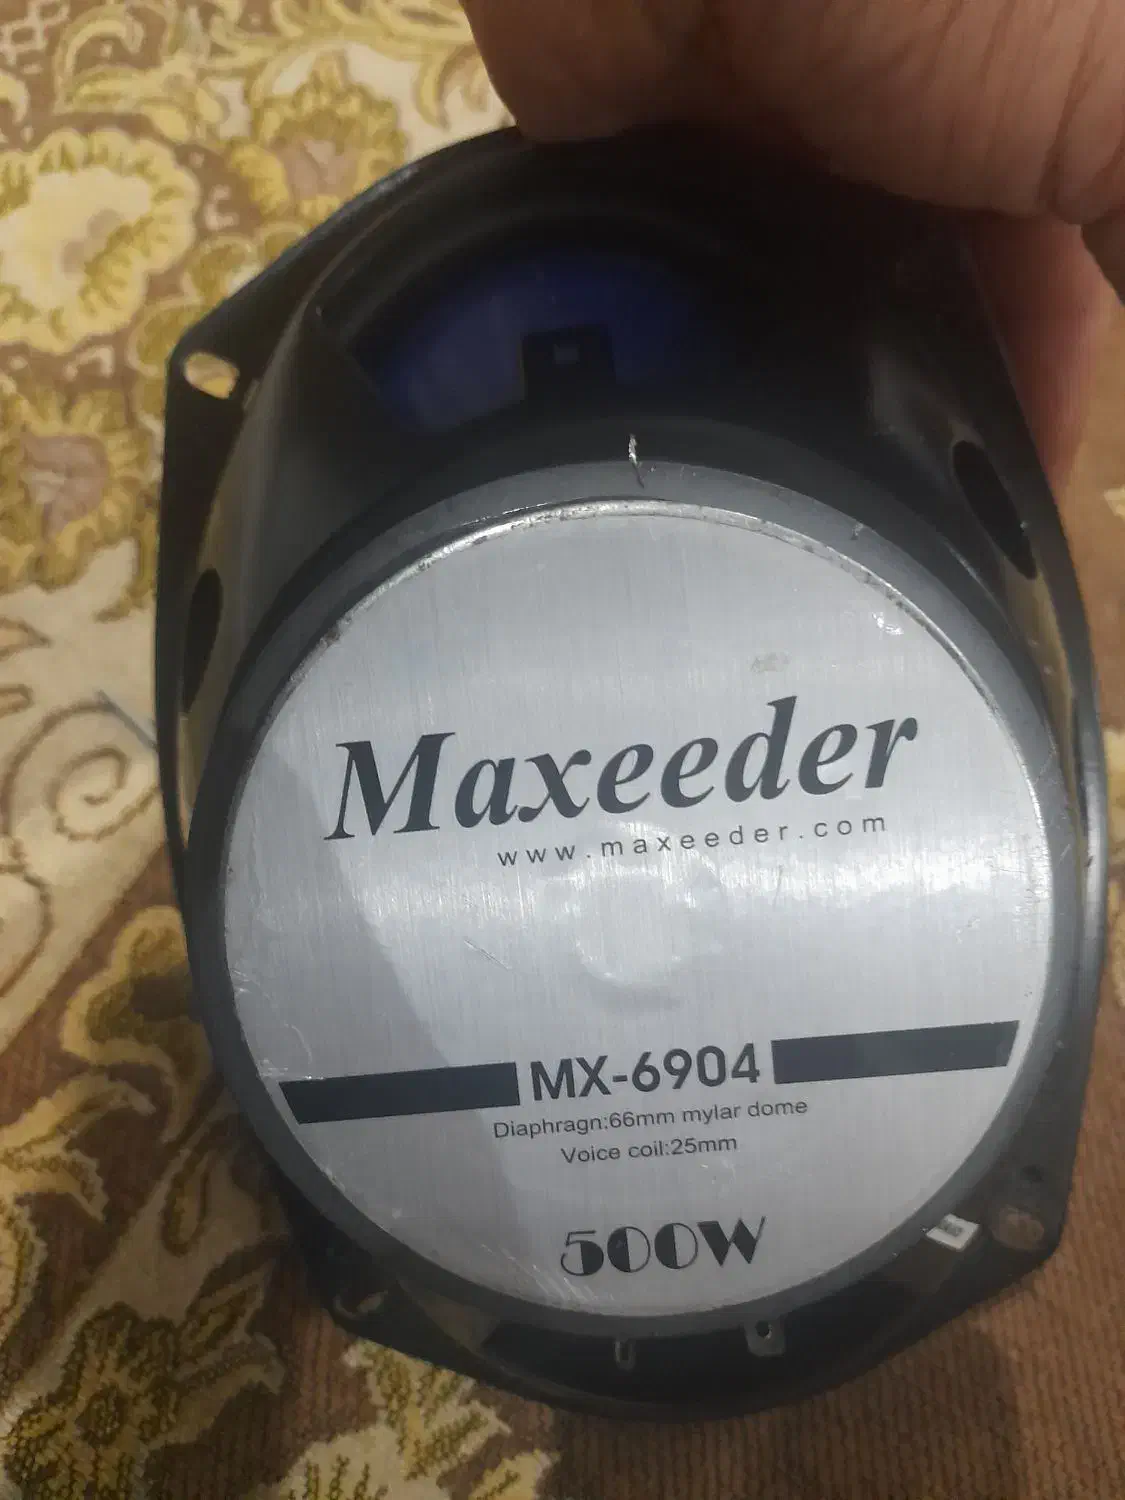 Maxeeder
www.maxeeder.com
MX-6904
Diaphragn:66mm mylar dome
Voice coil:25mm
500W